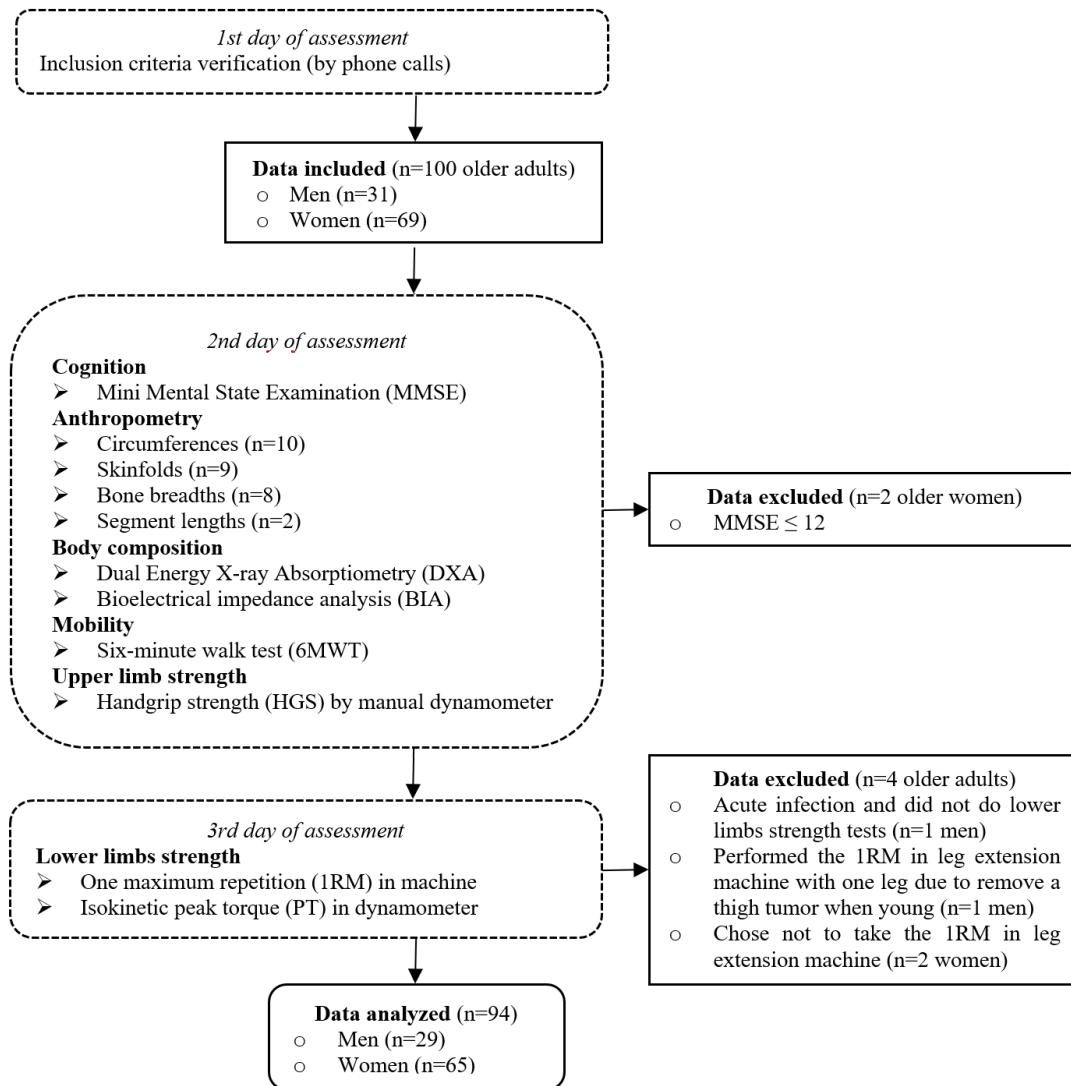 1st day of assessment
Inclusion criteria verification (by phone calls)
Data included (n=100 older adults)
○ Men (n=31)
○ Women (n=69)
2nd day of assessment
Cognition
➢ Mini Mental State Examination (MMSE)
Anthropometry
➢ Circumferences (n=10)
➢ Skinfolds (n=9)
➢ Bone breadths (n=8)
➢ Segment lengths (n=2)
Body composition
➢ Dual Energy X-ray Absorptiometry (DXA)
➢ Bioelectrical impedance analysis (BIA)
Mobility
➢ Six-minute walk test (6MWT)
Upper limb strength
➢ Handgrip strength (HGS) by manual dynamometer
Data excluded (n=2 older women)
○ MMSE ≤ 12
3rd day of assessment
Lower limbs strength
➢ One maximum repetition (1RM) in machine
➢ Isokinetic peak torque (PT) in dynamometer
Data excluded (n=4 older adults)
○ Acute infection and did not do lower
limbs strength tests (n=1 men)
○ Performed the 1RM in leg extension
machine with one leg due to remove a
thigh tumor when young (n=1 men)
○ Chose not to take the 1RM in leg
extension machine (n=2 women)
Data analyzed (n=94)
○ Men (n=29)
○ Women (n=65)